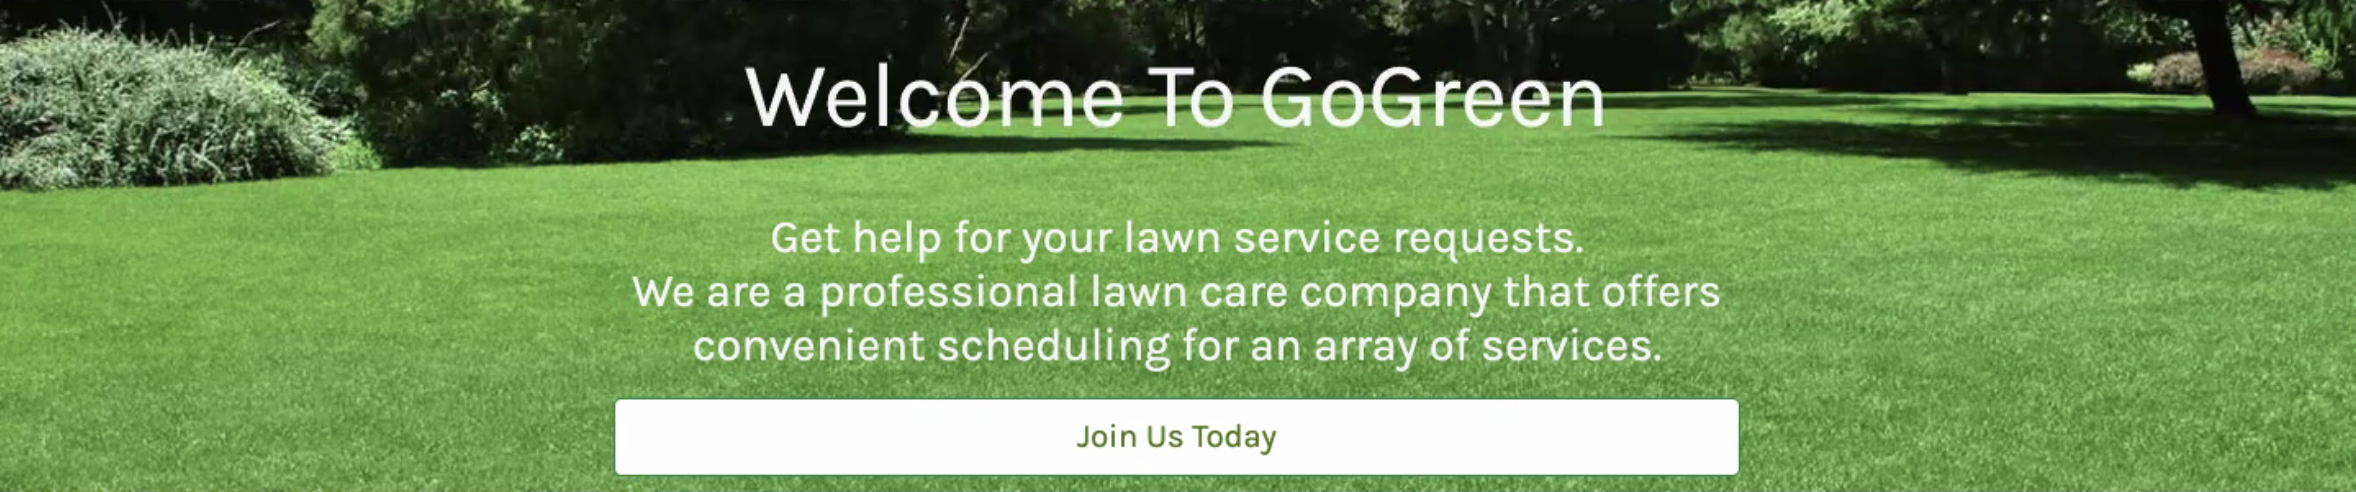 Welcome To GoGreen
Get help for your lawn service requests.
We are a professional lawn care company that offers
convenient scheduling for an array of services.
Join Us Today